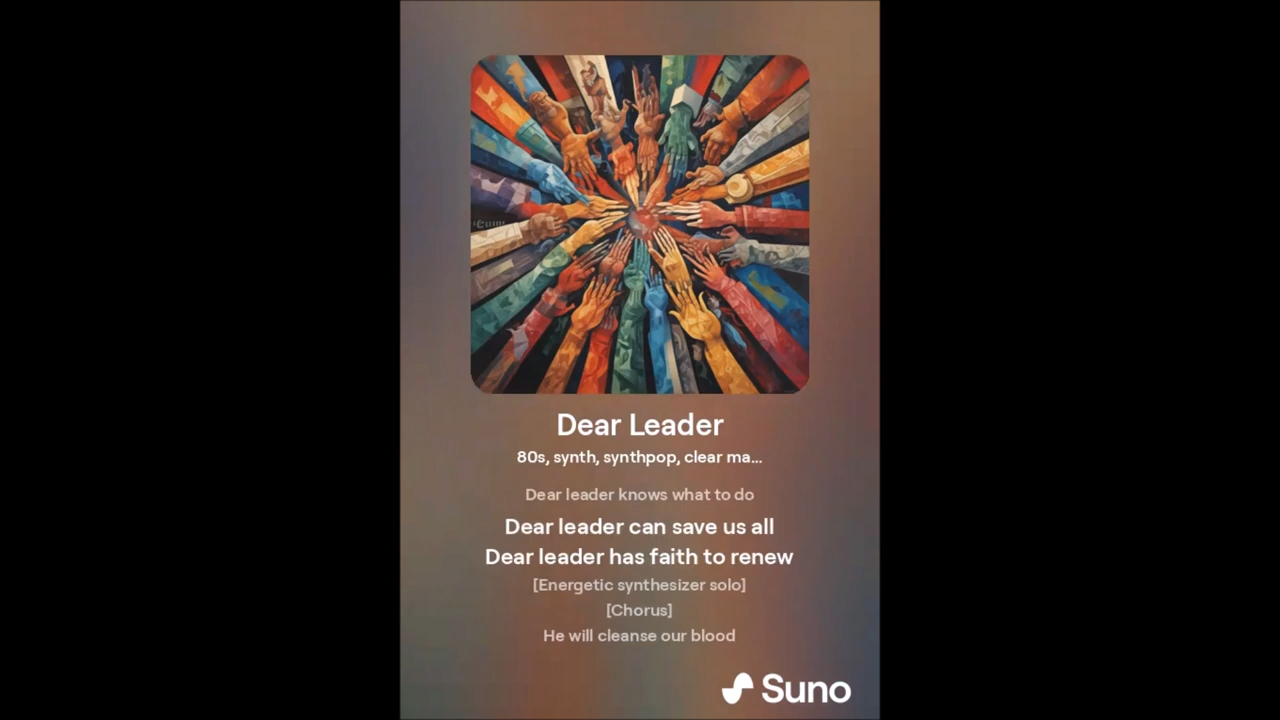 Dear Leader
80s, synth, synthpop, clear ma...
Dear leader knows what to do
Dear leader can save us all
Dear leader has faith to renew
[Energetic synthesizer solo]
[Chorus]
He will cleanse our blood
Suno